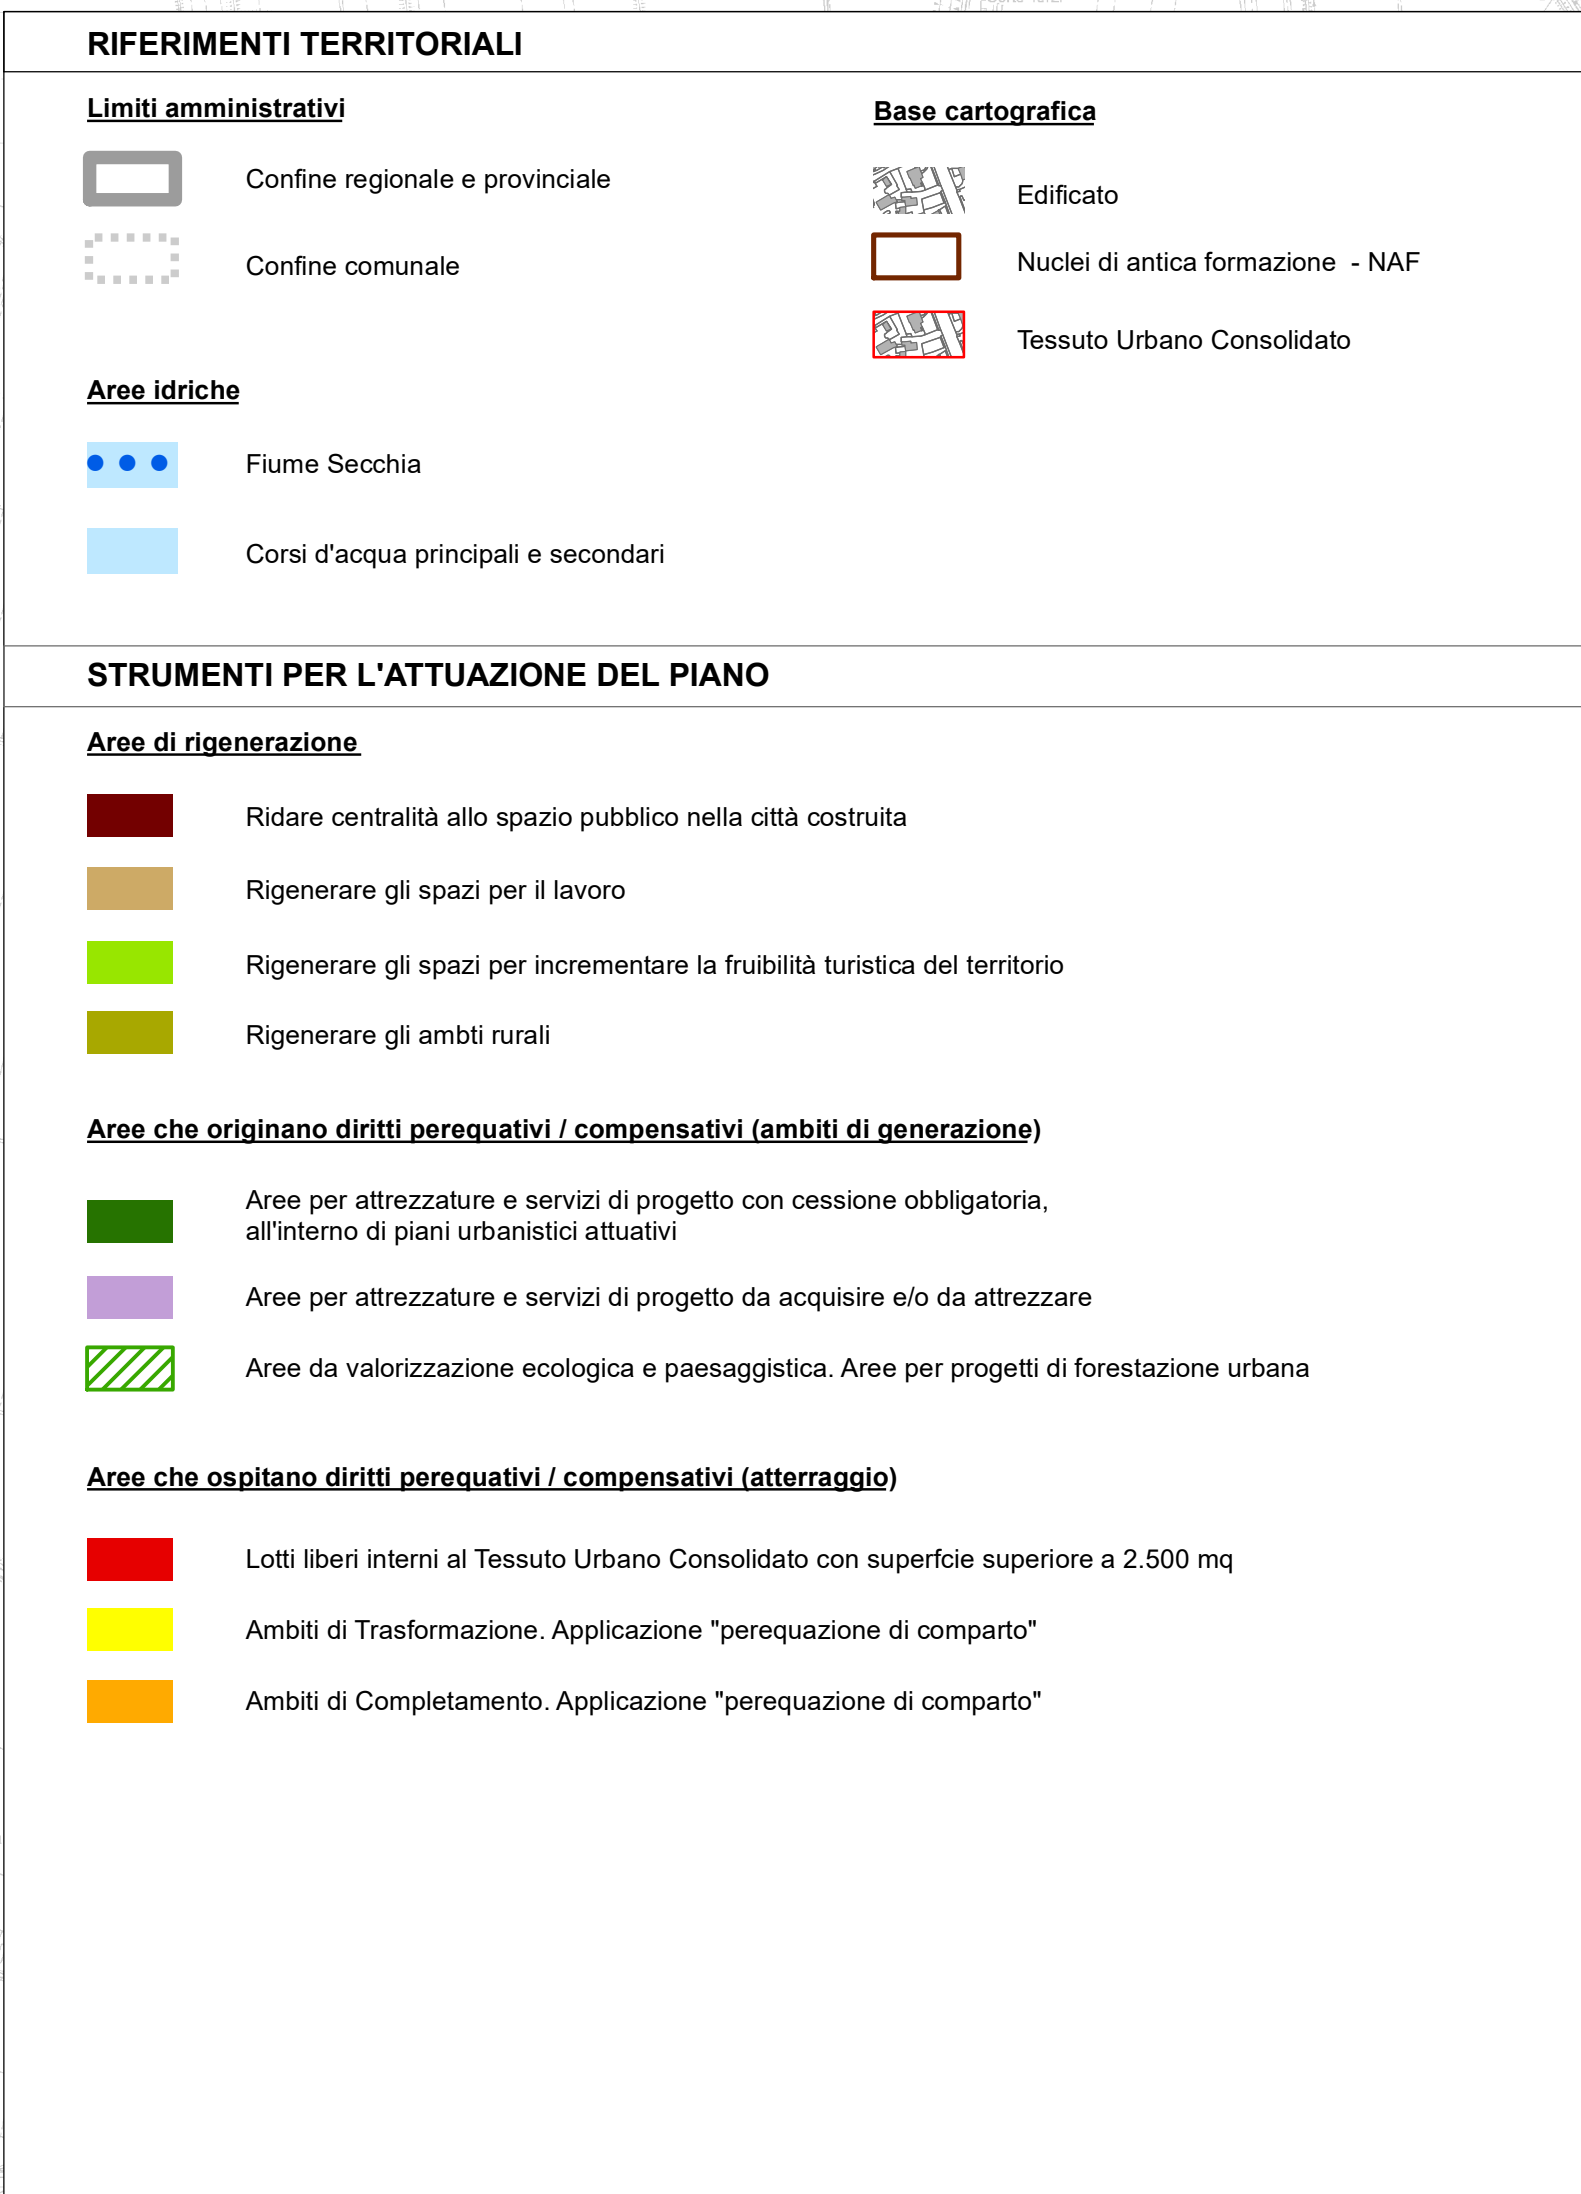 RIFERIMENTI TERRITORIALI
Limiti amministrativi
Confine regionale e provinciale
Confine comunale
Base cartografica
Edificato
Nuclei di antica formazione - NAF
Tessuto Urbano Consolidato
Aree idriche
Fiume Secchia
Corsi d'acqua principali e secondari
STRUMENTI PER L'ATTUAZIONE DEL PIANO
Aree di rigenerazione
Ridare centralità allo spazio pubblico nella città costruita
Rigenerare gli spazi per il lavoro
Rigenerare gli spazi per incrementare la fruibilità turistica del territorio
Rigenerare gli ambti rurali
Aree che originano diritti perequativi / compensativi (ambiti di generazione)
Aree per attrezzature e servizi di progetto con cessione obbligatoria,
all'interno di piani urbanistici attuativi
Aree per attrezzature e servizi di progetto da acquisire e/o da attrezzare
Aree da valorizzazione ecologica e paesaggistica. Aree per progetti di forestazione urbana
Aree che ospitano diritti perequativi / compensativi (atterraggio)
Lotti liberi interni al Tessuto Urbano Consolidato con superfcie superiore a 2.500 mq
Ambiti di Trasformazione. Applicazione "perequazione di comparto"
Ambiti di Completamento. Applicazione "perequazione di comparto"